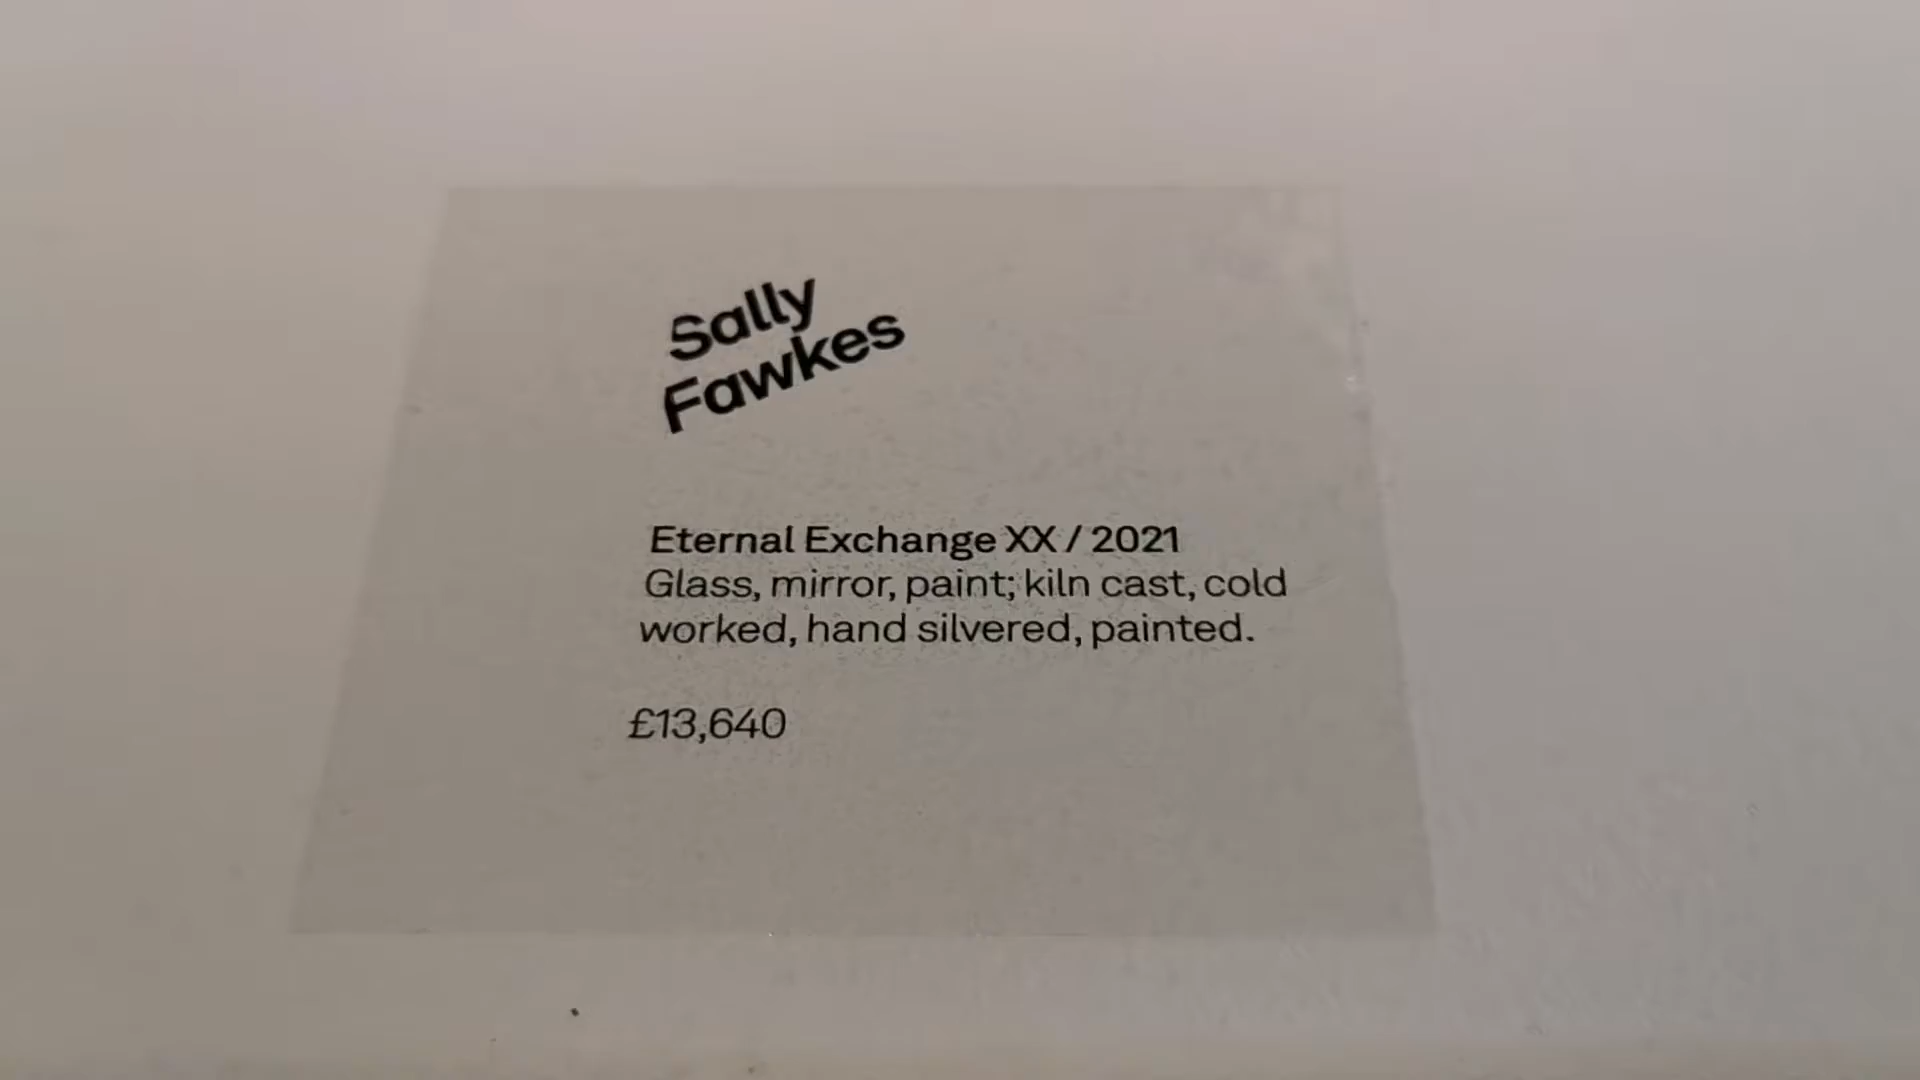 Sally
Fawkes
Eternal Exchange XX / 2021
Glass, mirror, paint; kiln cast, cold
worked, hand silvered, painted.
£13,640